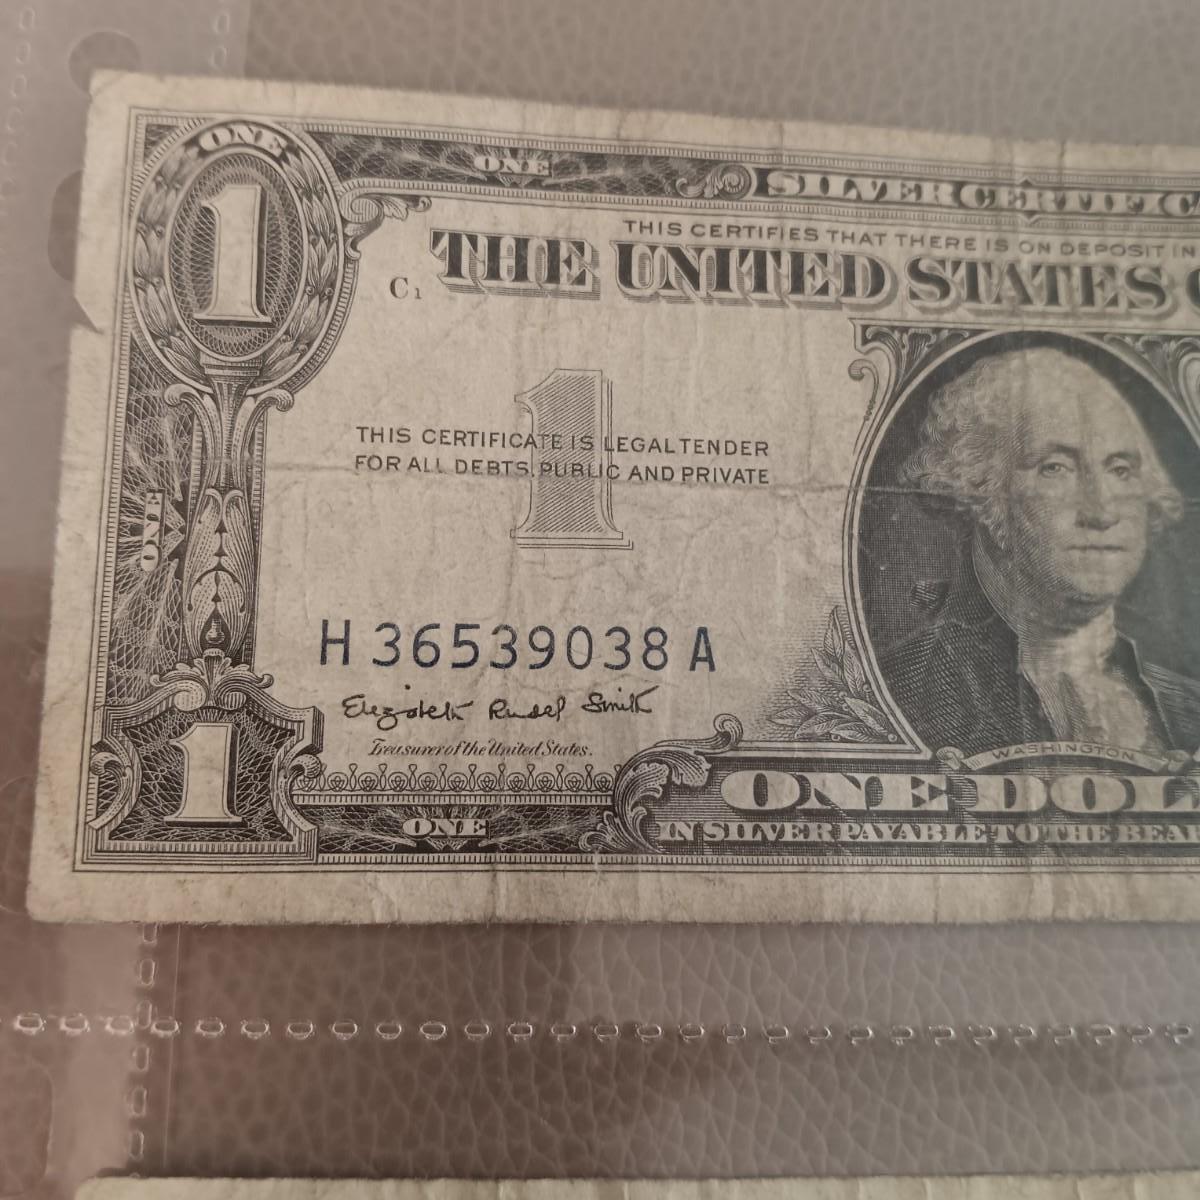 ONE
1
ONE
SILVER CERTIFICA
THIS CERTIFIES THAT THERE IS ON DEPOSIT IN
THE UNITED STATES
C1
1
THIS CERTIFICATE IS LEGAL TENDER
FOR ALL DEBTS, PUBLIC AND PRIVATE
ONE
H 36539038 A
Elizabeth Rudel Smith
Treasurer of the United States.
WASHINGTON
1
ONE DOL
ONE
IN SILVER PAYABLE TO THE BEA